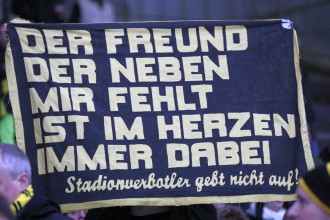 DER FREUND
DER NEBEN
MIR FEHLT
IST IM HERZEN
IMMER DABEI
Stadionverbotler gebt nicht auf!